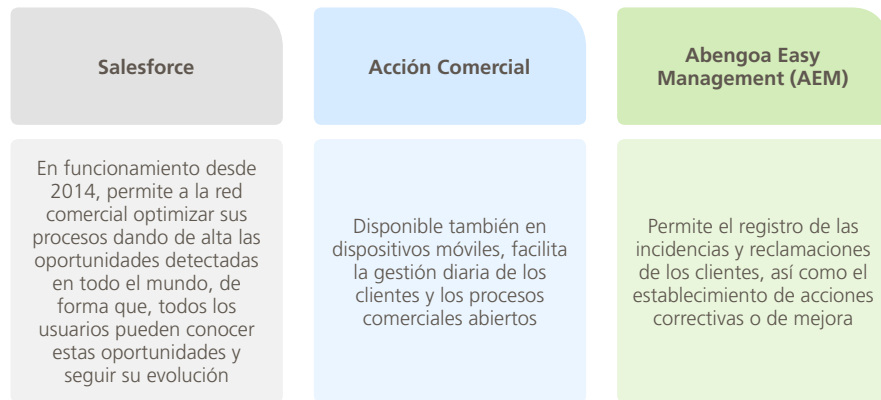 Salesforce
En funcionamiento desde
2014, permite a la red
comercial optimizar sus
procesos dando de alta las
oportunidades detectadas
en todo el mundo, de
forma que, todos los
usuarios pueden conocer
estas oportunidades y
seguir su evolución
Acción Comercial
Disponible también en
dispositivos móviles, facilita
la gestión diaria de los
clientes y los procesos
comerciales abiertos
Abengoa Easy
Management (AEM)
Permite el registro de las
incidencias y reclamaciones
de los clientes, así como el
establecimiento de acciones
correctivas o de mejora